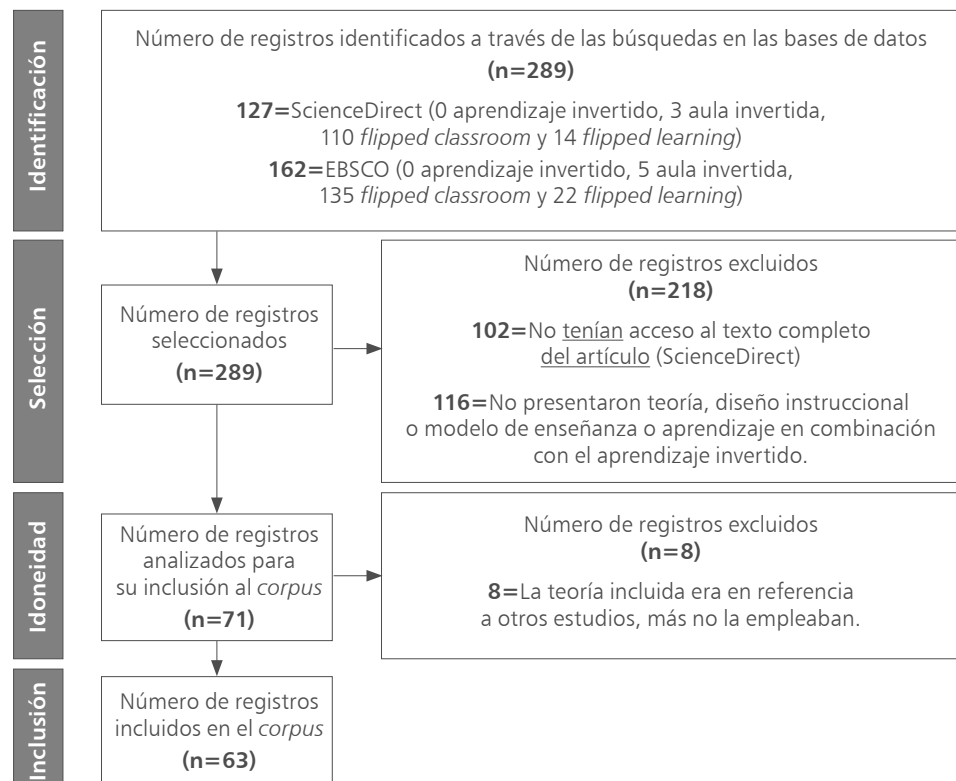 Identificación
Número de registros identificados a través de las búsquedas en las bases de datos
(n=289)
127=ScienceDirect (0 aprendizaje invertido, 3 aula invertida,
110 flipped classroom y 14 flipped learning)
162=EBSCO (0 aprendizaje invertido, 5 aula invertida,
135 flipped classroom y 22 flipped learning)
Selección
Número de registros
seleccionados
(n=289)
Número de registros excluidos
(n=218)
102=No tenían acceso al texto completo
del artículo (ScienceDirect)
116=No presentaron teoría, diseño instruccional
o modelo de enseñanza o aprendizaje en combinación
con el aprendizaje invertido.
Idoneidad
Número de registros
analizados para
su inclusión al corpus
(n=71)
Número de registros excluidos
(n=8)
8=La teoría incluida era en referencia
a otros estudios, más no la empleaban.
Inclusión
Número de registros
incluidos en el corpus
(n=63)